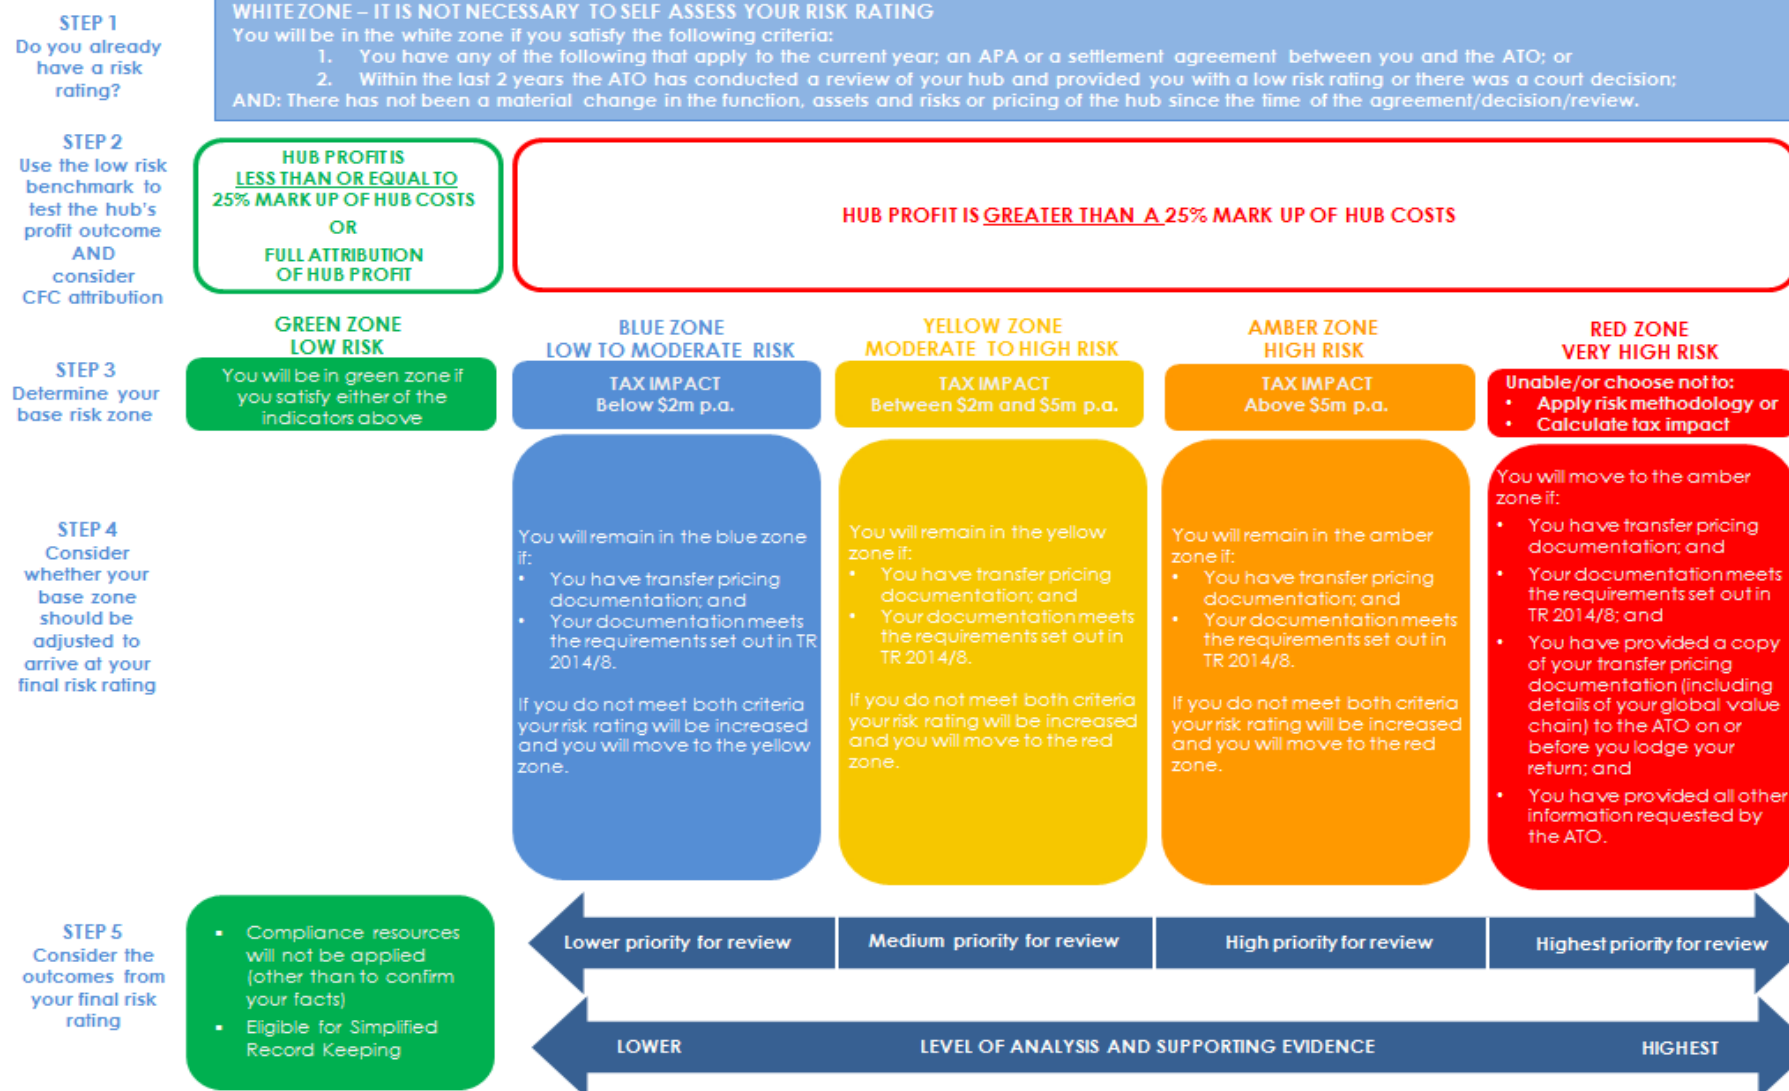 STEP 1
Do you already
have a risk
rating?
WHITE ZONE – IT IS NOT NECESSARY TO SELF ASSESS YOUR RISK RATING
You will be in the white zone if you satisfy the following criteria:
1. You have any of the following that apply to the current year; an APA or a settlement agreement between you and the ATO; or
2. Within the last 2 years the ATO has conducted a review of your hub and provided you with a low risk rating or there was a court decision;
AND: There has not been a material change in the function, assets and risks or pricing of the hub since the time of the agreement/decision/review.
STEP 2
Use the low risk
benchmark to
test the hub's
profit outcome
AND
consider
CFC attribution
HUB PROFIT IS
LESS THAN OR EQUAL TO
25% MARK UP OF HUB COSTS
OR
FULL ATTRIBUTION
OF HUB PROFIT
HUB PROFIT IS GREATER THAN A 25% MARK UP OF HUB COSTS
STEP 3
Determine your
base risk zone
GREEN ZONE
LOW RISK
You will be in green zone if
you satisfy either of the
indicators above
BLUE ZONE
LOW TO MODERATE RISK
TAX IMPACT
Below $2m p.a.
YELLOW ZONE
MODERATE TO HIGH RISK
TAX IMPACT
Between $2m and $5m p.a.
AMBER ZONE
HIGH RISK
TAX IMPACT
Above $5m p.a.
RED ZONE
VERY HIGH RISK
Unable/or choose not to:
• Apply risk methodology or
• Calculate tax impact
STEP 4
Consider
whether your
base zone
should be
adjusted to
arrive at your
final risk rating
You will remain in the blue zone
if:
• You have transfer pricing
documentation; and
• Your documentation meets
the requirements set out in TR
2014/8.
If you do not meet both criteria
your risk rating will be increased
and you will move to the yellow
zone.
You will remain in the yellow
zone if:
• You have transfer pricing
documentation; and
• Your documentation meets
the requirements set out in
TR 2014/8.
If you do not meet both criteria
your risk rating will be increased
and you will move to the red
zone.
You will remain in the amber
zone if:
• You have transfer pricing
documentation; and
• Your documentation meets
the requirements set out in
TR 2014/8.
If you do not meet both criteria
your risk rating will be increased
and you will move to the red
zone.
You will move to the amber
zone if:
• You have transfer pricing
documentation; and
• Your documentation meets
the requirements set out in
TR 2014/8; and
• You have provided a copy
of your transfer pricing
documentation (including
details of your global value
chain) to the ATO on or
before you lodge your
return; and
• You have provided all other
information requested by
the ATO.
STEP 5
Consider the
outcomes from
your final risk
rating
▪ Compliance resources
will not be applied
(other than to confirm
your facts)
▪ Eligible for Simplified
Record Keeping
Lower priority for review
Medium priority for review
High priority for review
Highest priority for review
LOWER
LEVEL OF ANALYSIS AND SUPPORTING EVIDENCE
HIGHEST